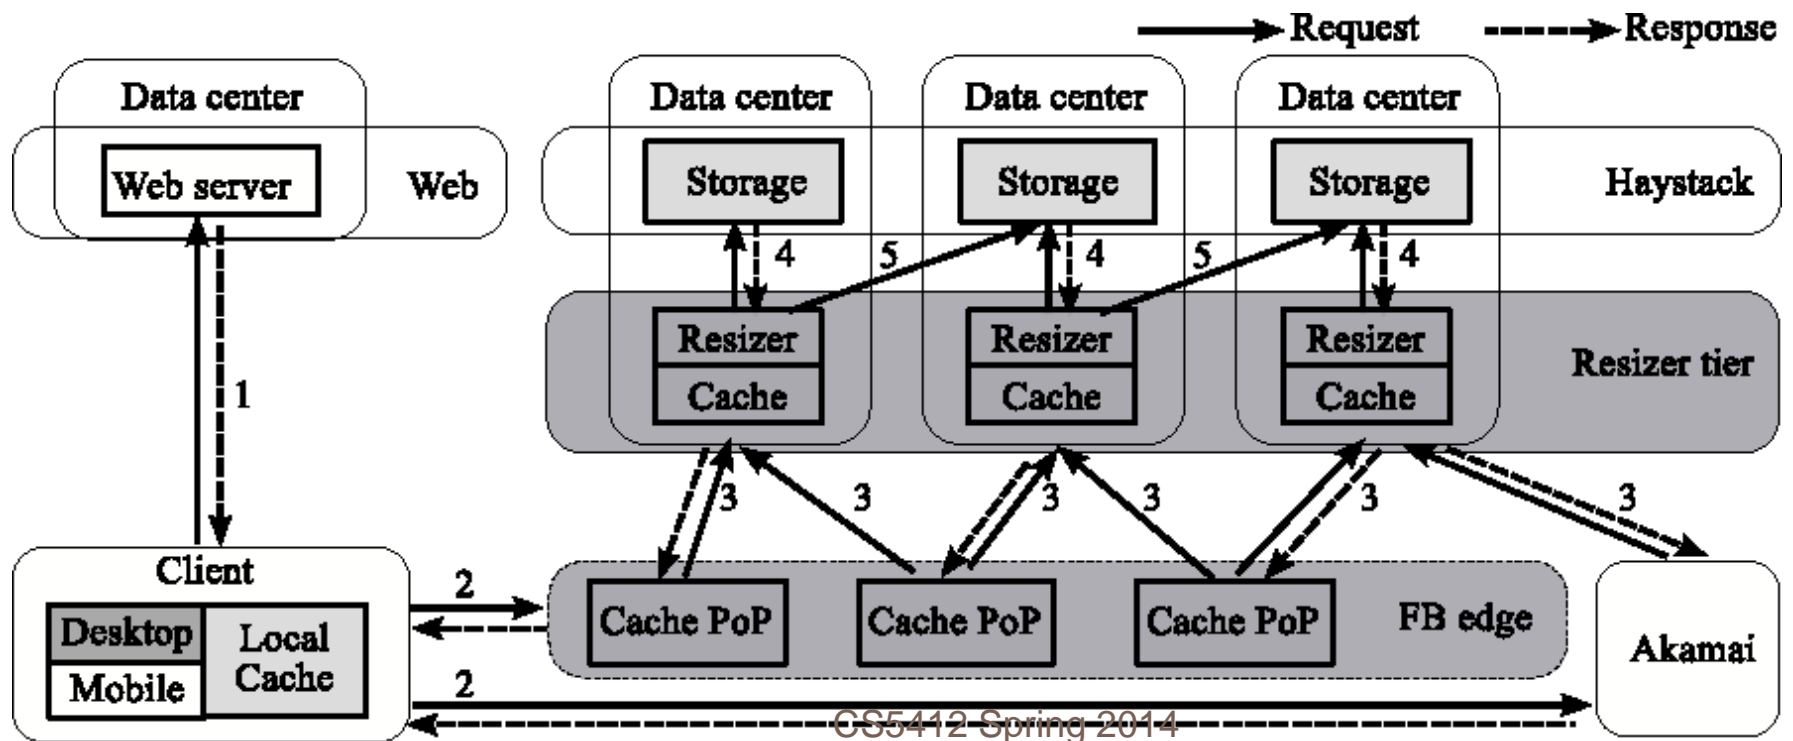 Request
Response
Data center
Data center
Data center
Data center
Web server
Web
Storage
Storage
Storage
Haystack
4
5
4
5
4
Resizer
Resizer
Resizer
Resizer tier
Cache
Cache
Cache
1
3
3
3
3
3
3
Client
2
Desktop
Local
Cache
Mobile
Cache PoP
Cache PoP
Cache PoP
FB edge
Akamai
2
CS5412 Spring 2014